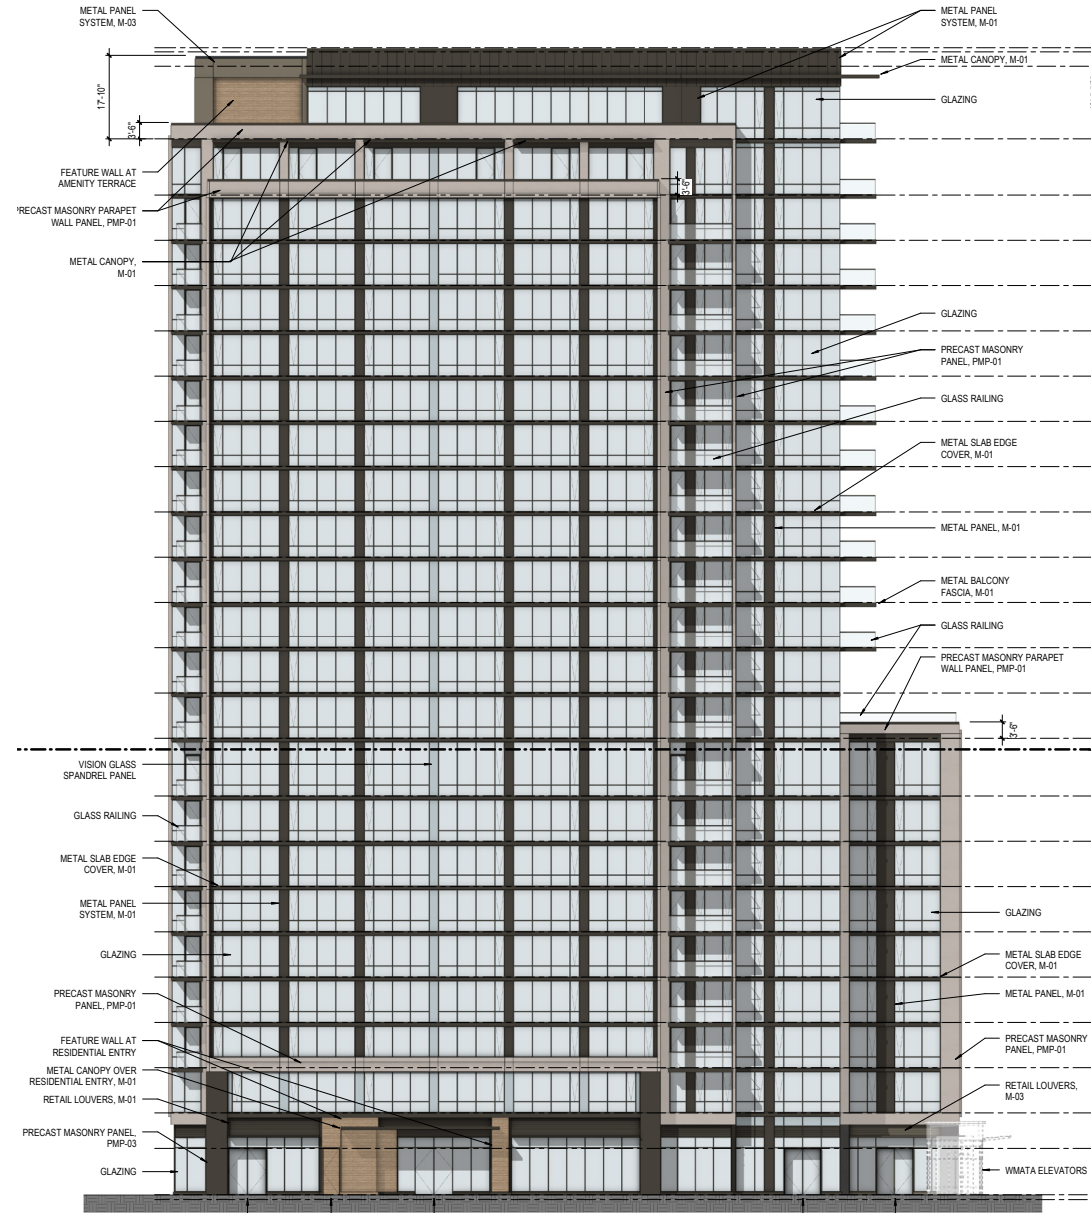 METAL PANEL
SYSTEM, M-03
17'-10"
3'-6"
FEATURE WALL AT
AMENITY TERRACE
PRECAST MASONRY PARAPET
WALL PANEL, PMP-01
METAL CANOPY,
M-01
VISION GLASS
SPANDREL PANEL
GLASS RAILING
METAL SLAB EDGE
COVER, M-01
METAL PANEL
SYSTEM, M-01
GLAZING
PRECAST MASONRY
PANEL, PMP-01
FEATURE WALL AT
RESIDENTIAL ENTRY
METAL CANOPY OVER
RESIDENTIAL ENTRY, M-01
RETAIL LOUVERS, M-01
PRECAST MASONRY PANEL,
PMP-03
GLAZING
3'-6"
METAL PANEL
SYSTEM, M-01
METAL CANOPY, M-01
GLAZING
GLAZING
PRECAST MASONRY
PANEL, PMP-01
GLASS RAILING
METAL SLAB EDGE
COVER, M-01
METAL PANEL, M-01
METAL BALCONY
FASCIA, M-01
GLASS RAILING
PRECAST MASONRY PARAPET
WALL PANEL, PMP-01
3'-6"
GLAZING
METAL SLAB EDGE
COVER, M-01
METAL PANEL, M-01
PRECAST MASONRY
PANEL, PMP-01
RETAIL LOUVERS,
M-03
WMATA ELEVATORS